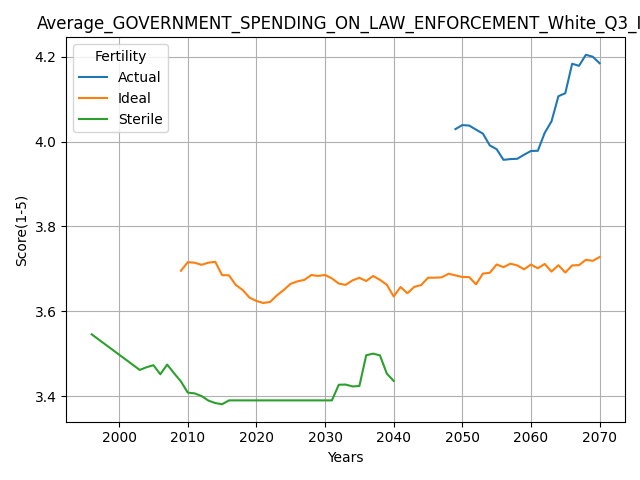 Average_GOVERNMENT_SPENDING_ON_LAW_ENFORCEMENT_White_Q3_I
Fertility
Actual
Ideal
Sterile
4.2
4.0
3.8
3.6
3.4
Score(1-5)
2000 2010 2020 2030 2040 2050 2060 2070
Years